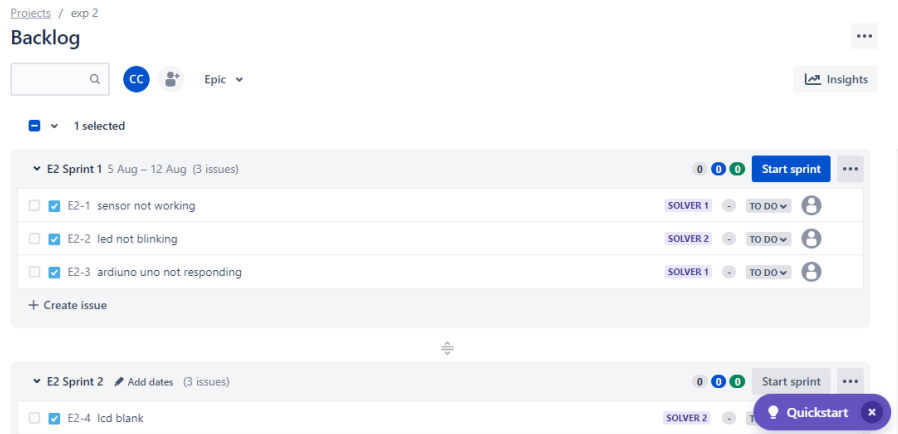 Projects / exp 2
Backlog
CC Epic Insights
1 selected
E2 Sprint 1 5 Aug – 12 Aug (3 issues) 0 0 0 Start sprint
E2-1 sensor not working SOLVER 1 - TO DO
E2-2 led not blinking SOLVER 2 - TO DO
E2-3 ardiuno uno not responding SOLVER 1 - TO DO
+ Create issue
E2 Sprint 2 Add dates (3 issues) 0 0 0 Start sprint
E2-4 lcd blank SOLVER 2 -
Quickstart